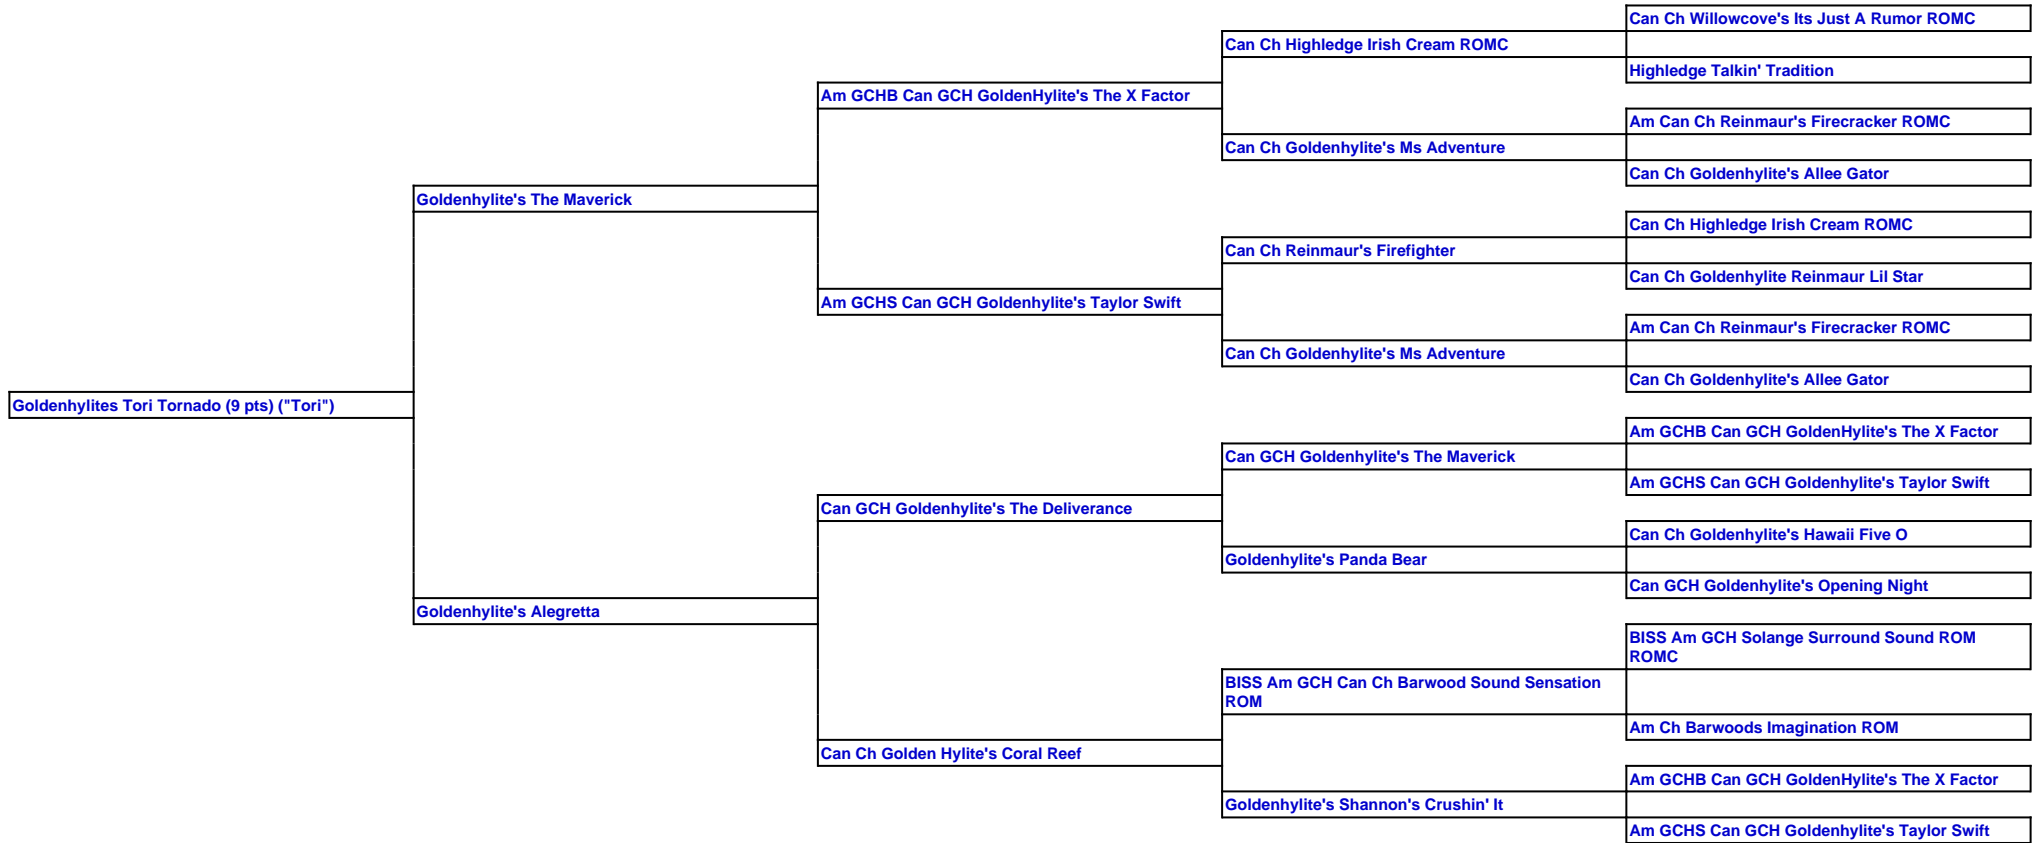 Can Ch Willowcove's Its Just A Rumor ROMC
Can Ch Highledge Irish Cream ROMC
Highledge Talkin' Tradition
Am GCHB Can GCH GoldenHylite's The X Factor
Am Can Ch Reinmaur's Firecracker ROMC
Can Ch Goldenhylite's Ms Adventure
Can Ch Goldenhylite's Allee Gator
Goldenhylite's The Maverick
Can Ch Highledge Irish Cream ROMC
Can Ch Reinmaur's Firefighter
Can Ch Goldenhylite Reinmaur Lil Star
Am GCHS Can GCH Goldenhylite's Taylor Swift
Am Can Ch Reinmaur's Firecracker ROMC
Can Ch Goldenhylite's Ms Adventure
Can Ch Goldenhylite's Allee Gator
Goldenhylites Tori Tornado (9 pts) ("Tori")
Am GCHB Can GCH GoldenHylite's The X Factor
Can GCH Goldenhylite's The Maverick
Am GCHS Can GCH Goldenhylite's Taylor Swift
Can GCH Goldenhylite's The Deliverance
Can Ch Goldenhylite's Hawaii Five O
Goldenhylite's Panda Bear
Can GCH Goldenhylite's Opening Night
Goldenhylite's Alegretta
BISS Am GCH Solange Surround Sound ROM
ROMC
BISS Am GCH Can Ch Barwood Sound Sensation
ROM
Am Ch Barwoods Imagination ROM
Can Ch Golden Hylite's Coral Reef
Am GCHB Can GCH GoldenHylite's The X Factor
Goldenhylite's Shannon's Crushin' It
Am GCHS Can GCH Goldenhylite's Taylor Swift